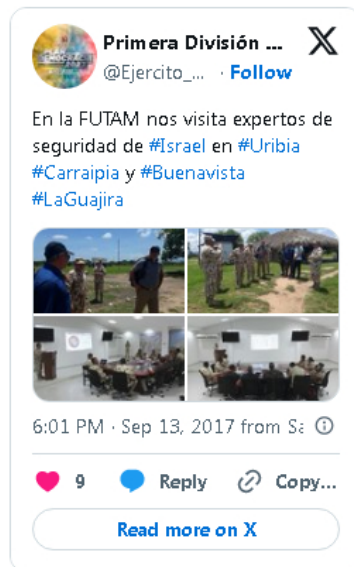 Primera División ...
@Ejercito_... · Follow
En la FUTAM nos visita expertos de
seguridad de #Israel en #Uribia
#Carraipia y #Buenavista
#LaGuajira
6:01 PM · Sep 13, 2017 from Sa
9 Reply Copy...
Read more on X